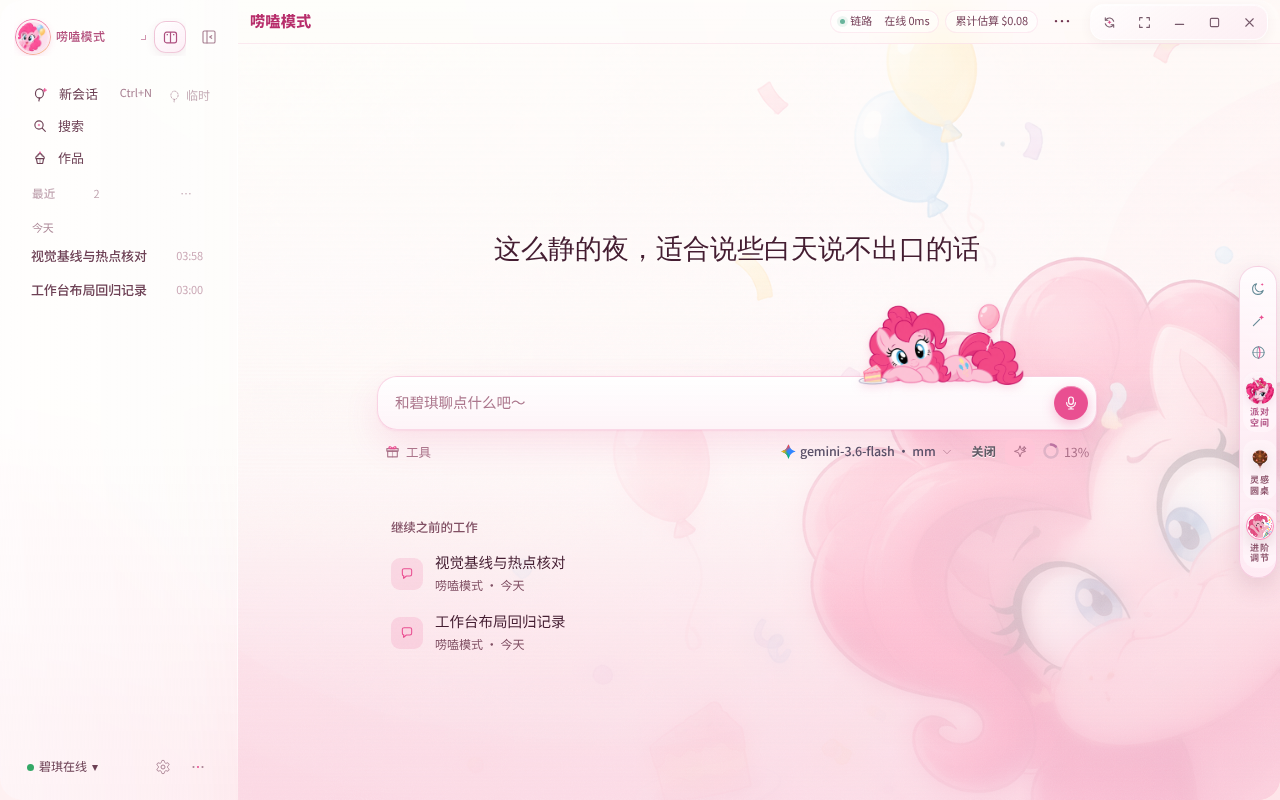 唠嗑模式
新会话 Ctrl+N 临时
搜索
作品
最近 2 ···
今天
视觉基线与热点核对 03:58
工作台布局回归记录 03:00
碧琪在线 ▾ ···
唠嗑模式
链路 在线 0ms 累计估算 $0.08 ···
这么静的夜，适合说些白天说不出口的话
和碧琪聊点什么吧～
工具
gemini-3.6-flash · mm 关闭 13%
继续之前的工作
视觉基线与热点核对
唠嗑模式 · 今天
工作台布局回归记录
唠嗑模式 · 今天
派对
空间
灵感
圆桌
进阶
调节